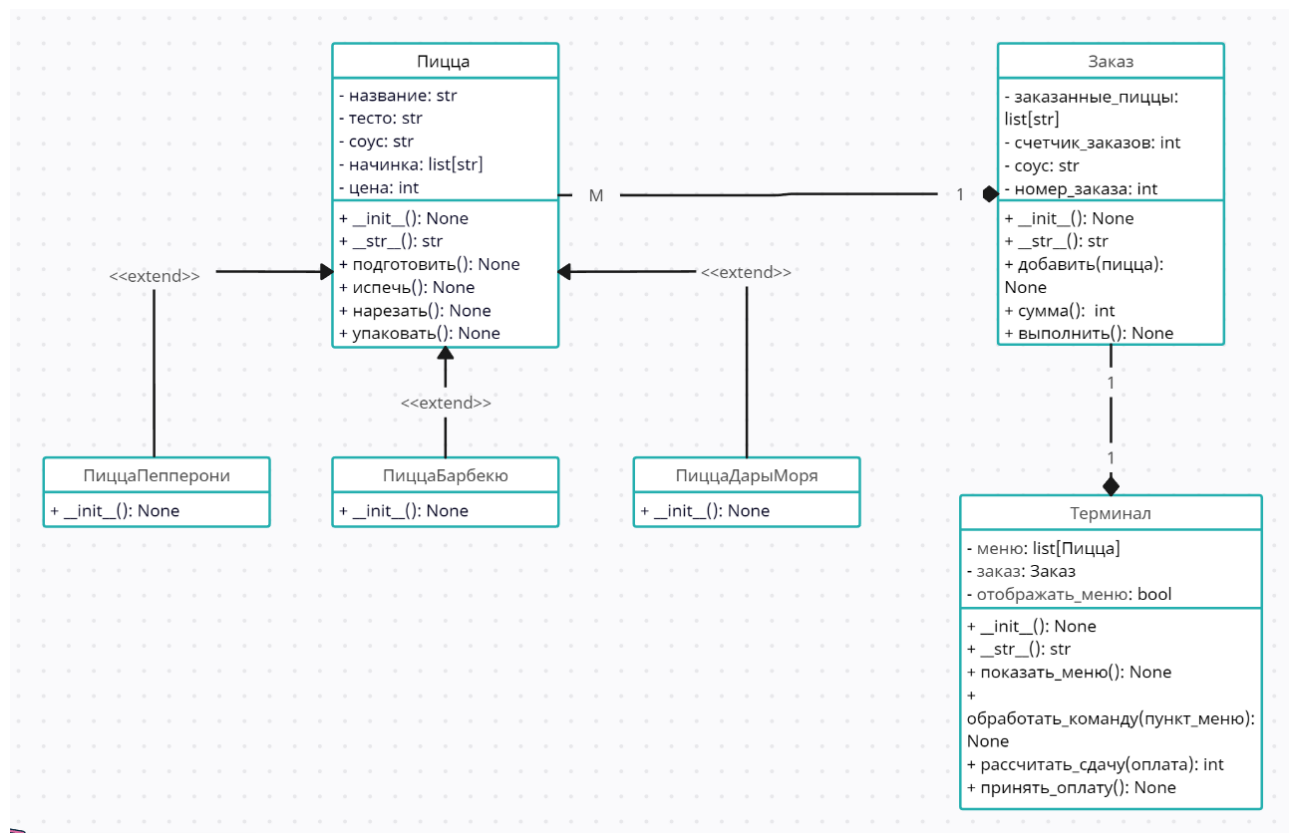 Пицца
- название: str
- тесто: str
- соус: str
- начинка: list[str]
- цена: int
+ __init__(): None
+ __str__(): str
+ подготовить(): None
+ испечь(): None
+ нарезать(): None
+ упаковать(): None
M
1
Заказ
- заказанные_пиццы:
list[str]
- счетчик_заказов: int
- соус: str
- номер_заказа: int
+ __init__(): None
+ __str__(): str
+ добавить(пицца):
None
+ сумма(): int
+ выполнить(): None
<<extend>>
<<extend>>
<<extend>>
1
1
ПиццаПепперони
+ __init__(): None
ПиццаБарбекю
+ __init__(): None
ПиццаДарыМоря
+ __init__(): None
Терминал
- меню: list[Пицца]
- заказ: Заказ
- отображать_меню: bool
+ __init__(): None
+ __str__(): str
+ показать_меню(): None
+
обработать_команду(пункт_меню):
None
+ рассчитать_сдачу(оплата): int
+ принять_оплату(): None